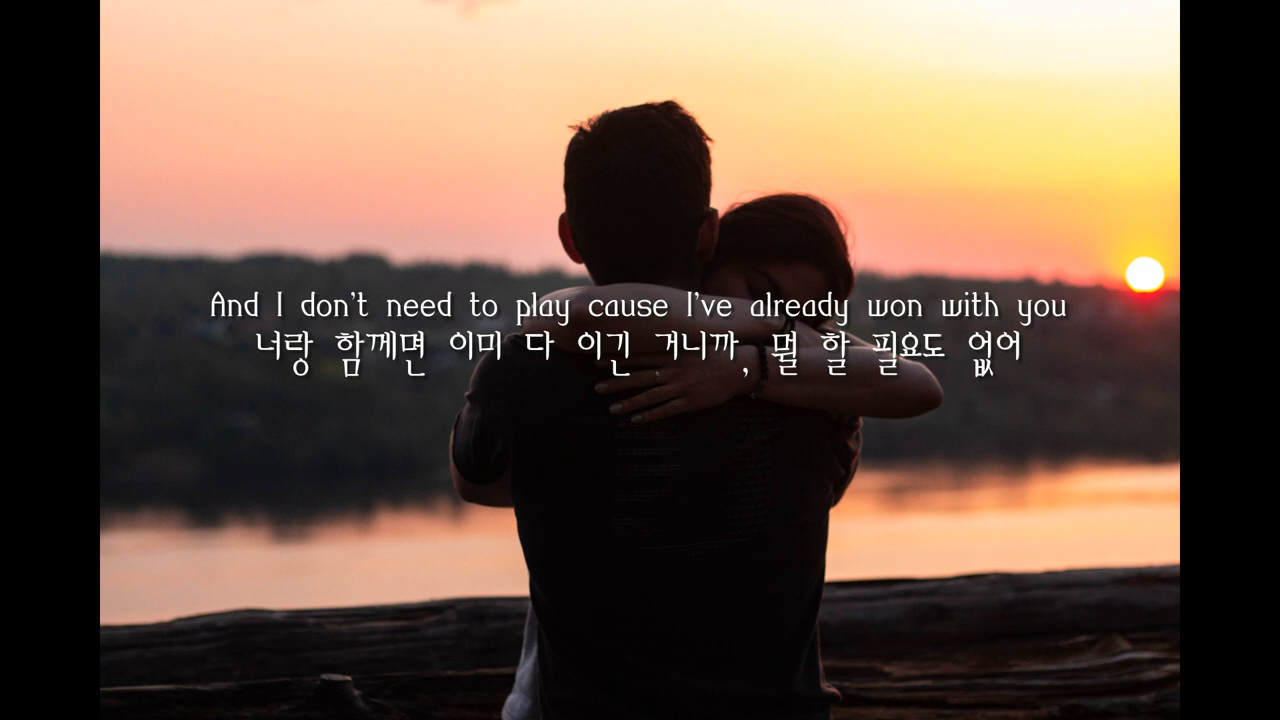 And I don't need to play cause I've already won with you
너랑 함께면 이미 다 이긴 거니까, 뭘 할 필요도 없어